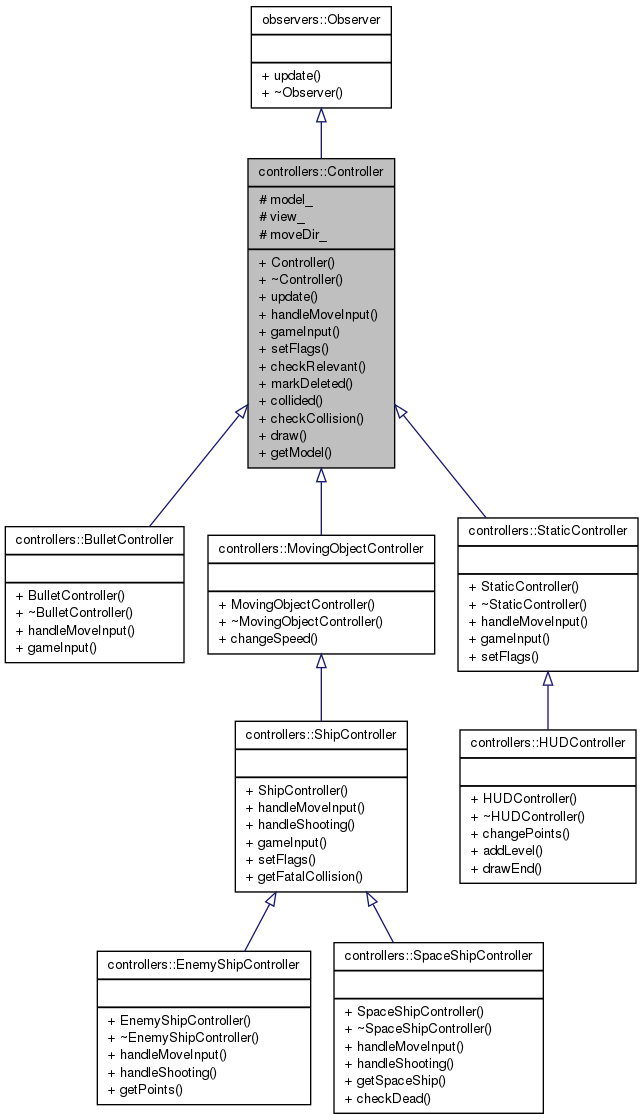 observers::Observer
+ update()
+ ~Observer()
controllers::Controller
# model_
# view_
# moveDir_
+ Controller()
+ ~Controller()
+ update()
+ handleMoveInput()
+ gameInput()
+ setFlags()
+ checkRelevant()
+ markDeleted()
+ collided()
+ checkCollision()
+ draw()
+ getModel()
controllers::BulletController
+ BulletController()
+ ~BulletController()
+ handleMoveInput()
+ gameInput()
controllers::MovingObjectController
+ MovingObjectController()
+ ~MovingObjectController()
+ changeSpeed()
controllers::StaticController
+ StaticController()
+ ~StaticController()
+ handleMoveInput()
+ gameInput()
+ setFlags()
controllers::ShipController
+ ShipController()
+ handleMoveInput()
+ handleShooting()
+ gameInput()
+ setFlags()
+ getFatalCollision()
controllers::HUDController
+ HUDController()
+ ~HUDController()
+ changePoints()
+ addLevel()
+ drawEnd()
controllers::EnemyShipController
+ EnemyShipController()
+ ~EnemyShipController()
+ handleMoveInput()
+ handleShooting()
+ getPoints()
controllers::SpaceShipController
+ SpaceShipController()
+ ~SpaceShipController()
+ handleMoveInput()
+ handleShooting()
+ getSpaceShip()
+ checkDead()